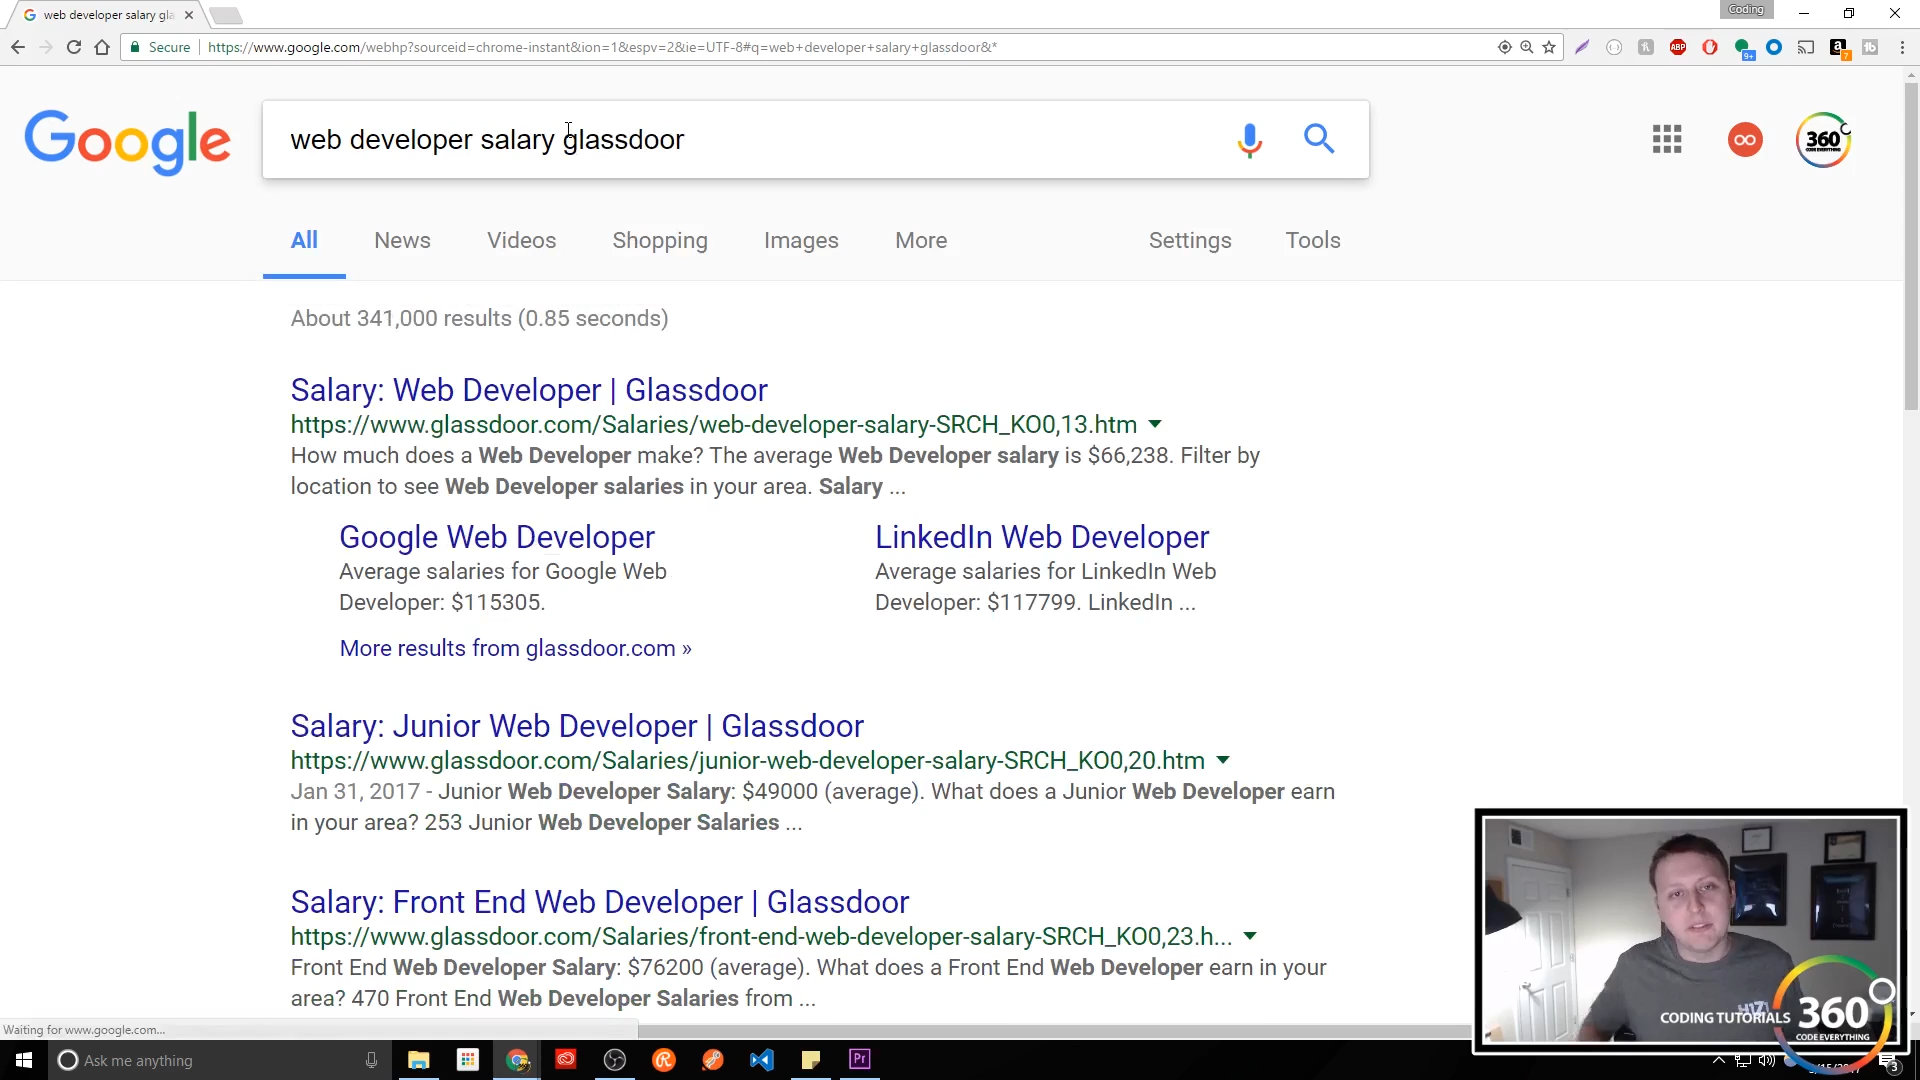 web developer salary gla
Coding
Secure
https://www.google.com/webhp?sourceid=chrome-instant&ion=1&espv=2&ie=UTF-8#q=web+developer+salary+glassdoor&*
ABP
9+
a
7
Google
web developer salary glassdoor
360
CODE EVERYTHING
All
News
Videos
Shopping
Images
More
Settings
Tools
About 341,000 results (0.85 seconds)
Salary: Web Developer | Glassdoor
https://www.glassdoor.com/Salaries/web-developer-salary-SRCH_KO0,13.htm
How much does a Web Developer make? The average Web Developer salary is $66,238. Filter by
location to see Web Developer salaries in your area. Salary ...
Google Web Developer
Average salaries for Google Web
Developer: $115305.
LinkedIn Web Developer
Average salaries for LinkedIn Web
Developer: $117799. LinkedIn ...
More results from glassdoor.com »
Salary: Junior Web Developer | Glassdoor
https://www.glassdoor.com/Salaries/junior-web-developer-salary-SRCH_KO0,20.htm
Jan 31, 2017 - Junior Web Developer Salary: $49000 (average). What does a Junior Web Developer earn
in your area? 253 Junior Web Developer Salaries ...
Salary: Front End Web Developer | Glassdoor
https://www.glassdoor.com/Salaries/front-end-web-developer-salary-SRCH_KO0,23.h...
Front End Web Developer Salary: $76200 (average). What does a Front End Web Developer earn in your
area? 470 Front End Web Developer Salaries from ...
H1Z1
CODING TUTORIALS 360
CODE EVERYTHING
Waiting for www.google.com...
Ask me anything
Pr
3